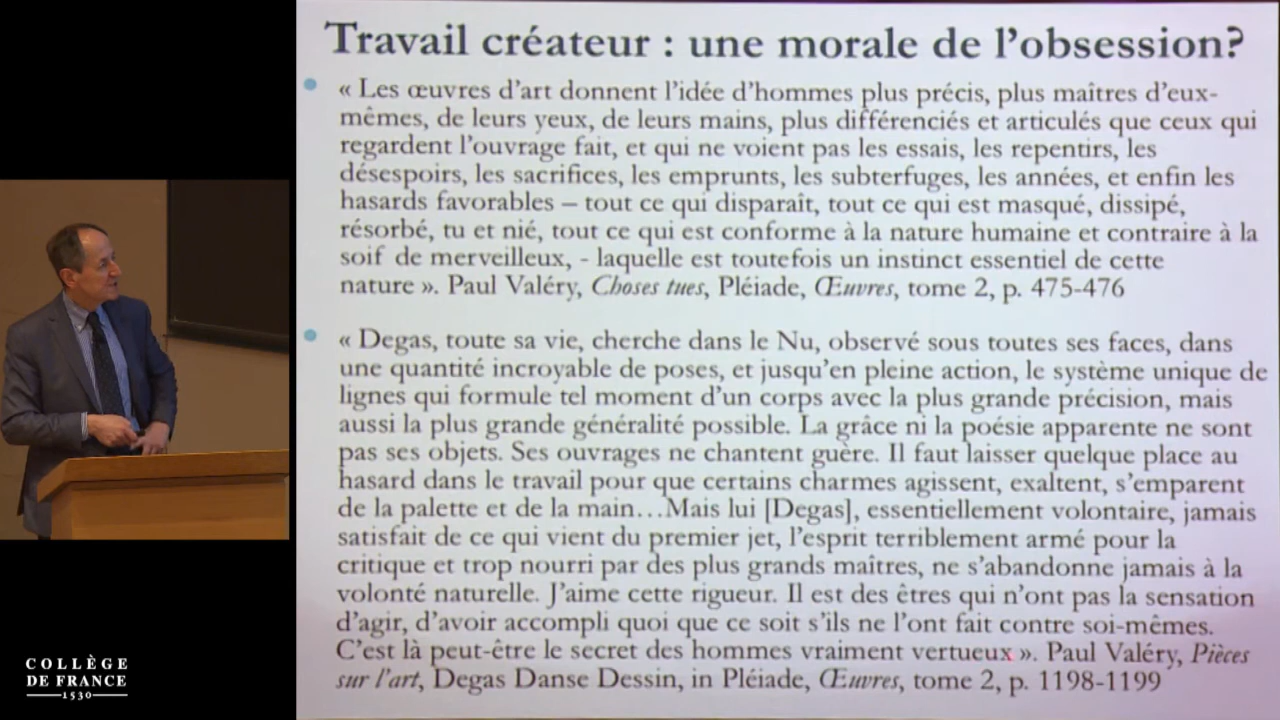 Travail créateur : une morale de l'obsession?
« Les œuvres d'art donnent l'idée d'hommes plus précis, plus maîtres d'eux-
mêmes, de leurs yeux, de leurs mains, plus différenciés et articulés que ceux qui
regardent l'ouvrage fait, et qui ne voient pas les essais, les repentirs, les
désespoirs, les sacrifices, les emprunts, les subterfuges, les années, et enfin les
hasards favorables – tout ce qui disparaît, tout ce qui est masqué, dissipé,
résorbé, tu et nié, tout ce qui est conforme à la nature humaine et contraire à la
soif de merveilleux, - laquelle est toutefois un instinct essentiel de cette
nature ». Paul Valéry, Choses tues, Pléiade, Œuvres, tome 2, p. 475-476
« Degas, toute sa vie, cherche dans le Nu, observé sous toutes ses faces, dans
une quantité incroyable de poses, et jusqu'en pleine action, le système unique de
lignes qui formule tel moment d'un corps avec la plus grande précision, mais
aussi la plus grande généralité possible. La grâce ni la poésie apparente ne sont
pas ses objets. Ses ouvrages ne chantent guère. Il faut laisser quelque place au
hasard dans le travail pour que certains charmes agissent, exaltent, s'emparent
de la palette et de la main…Mais lui [Degas], essentiellement volontaire, jamais
satisfait de ce qui vient du premier jet, l'esprit terriblement armé pour la
critique et trop nourri par des plus grands maîtres, ne s'abandonne jamais à la
volonté naturelle. J'aime cette rigueur. Il est des êtres qui n'ont pas la sensation
d'agir, d'avoir accompli quoi que ce soit s'ils ne l'ont fait contre soi-mêmes.
C'est là peut-être le secret des hommes vraiment vertueux ». Paul Valéry, Pièces
sur l'art, Degas Danse Dessin, in Pléiade, Œuvres, tome 2, p. 1198-1199
COLLÈGE
DE FRANCE
1530